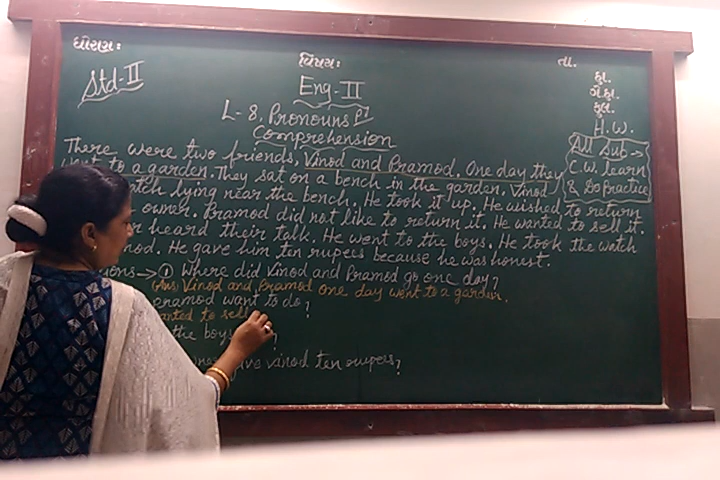 ધોરણ:
વિષય:
તા.
Std-II
Eng-II
કા.
ગે.હા.
કુલ
L-8. Pronouns P1
Comprehension
H.W.
All Sub →
C.W. Learn
& Do Practice
There were two friends, Vinod and Pramod. One day they
went to a garden. They sat on a bench in the garden. Vinod
watch lying near the bench. He took it up. He wished to return
owner. Pramod did not like to return it. He wanted to sell it.
heard their talk. He went to the boys. He took the watch
He gave him ten rupees because he was honest.
→ ① Where did Vinod and Pramod go one day?
Ans: Vinod and Pramod one day went to a garden.
Pramod want to do?
wanted to sell
the boys ?
Vinod ten rupees?